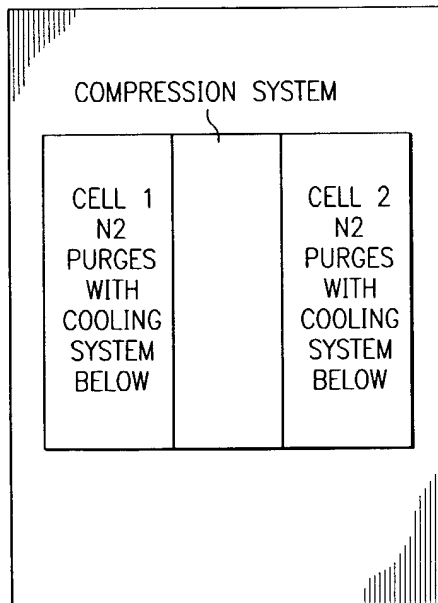 COMPRESSION SYSTEM
CELL 1
N2
PURGES
WITH
COOLING
SYSTEM
BELOW
CELL 2
N2
PURGES
WITH
COOLING
SYSTEM
BELOW